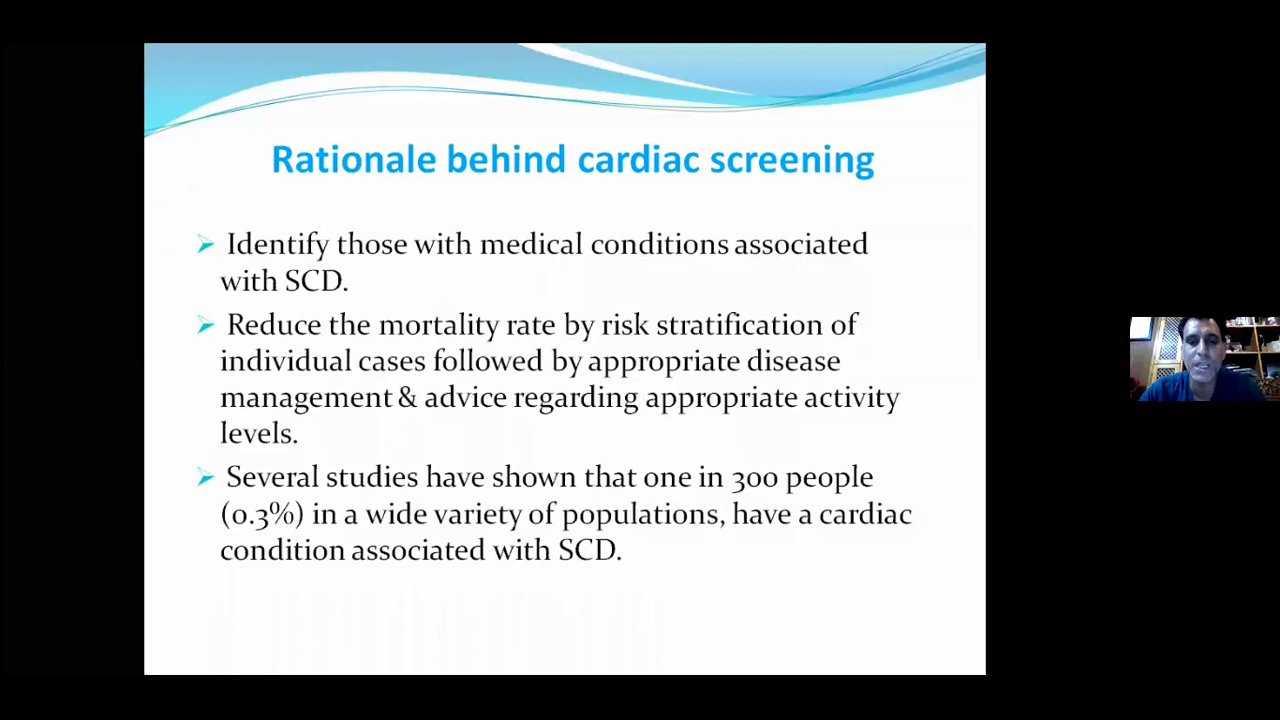 Rationale behind cardiac screening
➢ Identify those with medical conditions associated
with SCD.
➢ Reduce the mortality rate by risk stratification of
individual cases followed by appropriate disease
management & advice regarding appropriate activity
levels.
➢ Several studies have shown that one in 300 people
(0.3%) in a wide variety of populations, have a cardiac
condition associated with SCD.